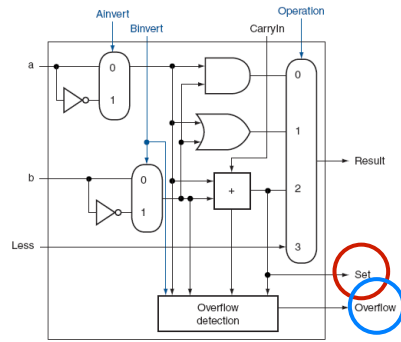 Ainvert
Operation
Binvert
CarryIn
a
0
1
0
1
Result
b
0
1
+
2
Less
3
Set
Overflow
Overflow
detection